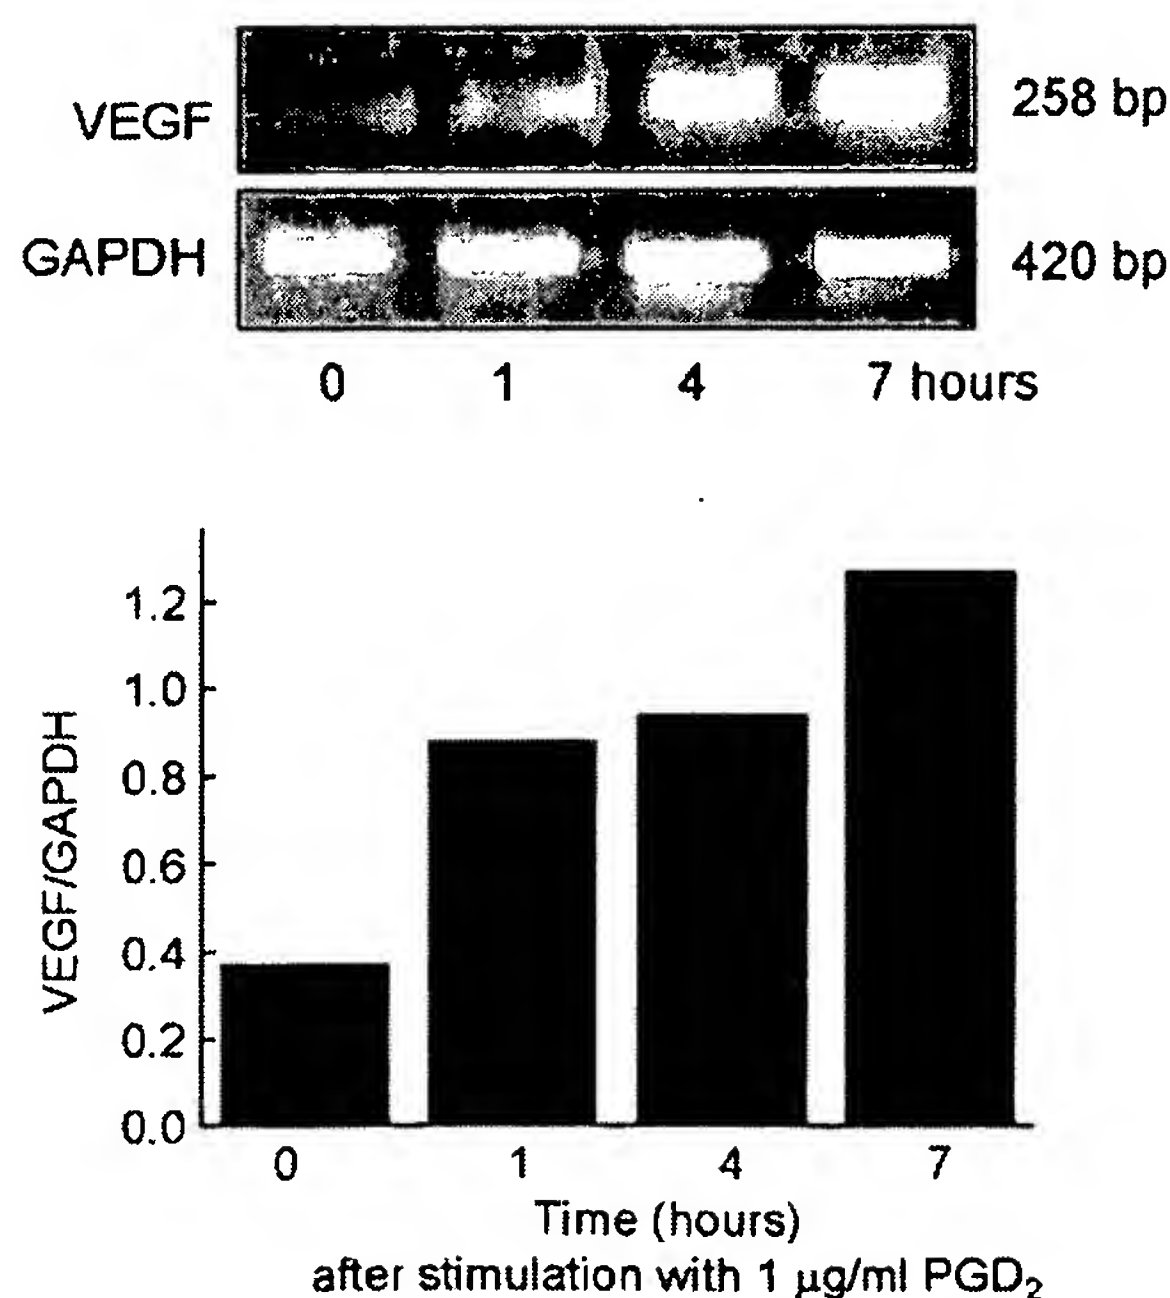 VEGF 258 bp
GAPDH 420 bp
0 1 4 7 hours
VEGF/GAPDH
1.2
1.0
0.8
0.6
0.4
0.2
0.0
0 1 4 7
Time (hours)
after stimulation with 1 µg/ml PGD₂